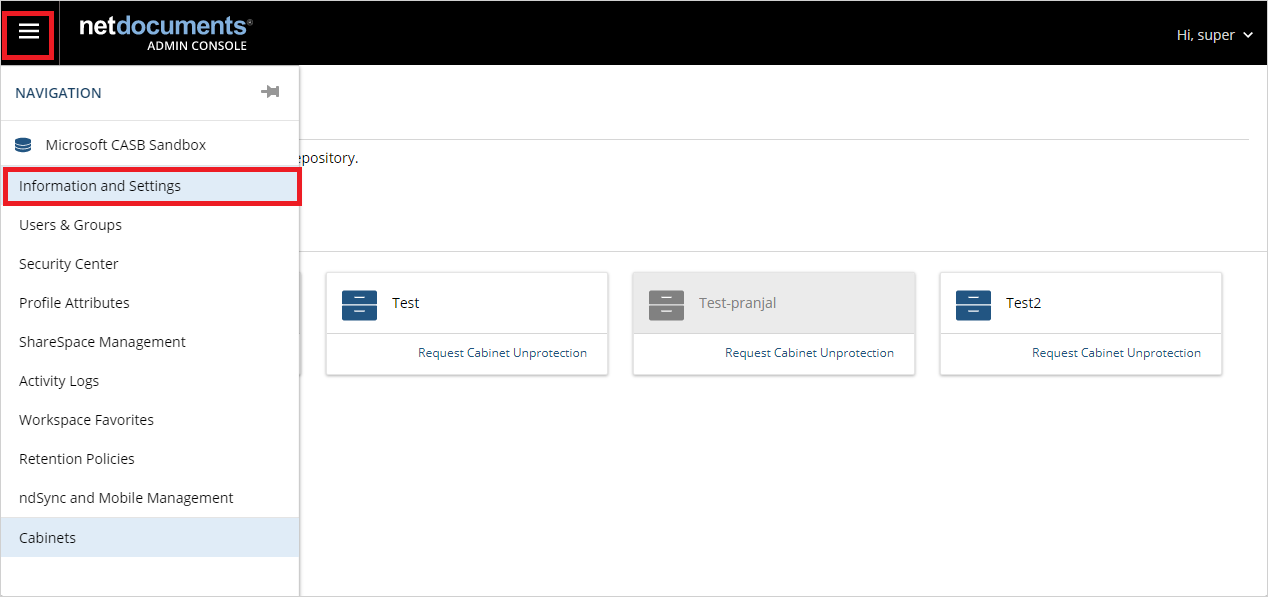 netdocuments®
ADMIN CONSOLE
Hi, super
NAVIGATION
Microsoft CASB Sandbox
Information and Settings
Users & Groups
Security Center
Profile Attributes
ShareSpace Management
Activity Logs
Workspace Favorites
Retention Policies
ndSync and Mobile Management
Cabinets
epository.
Test
Request Cabinet Unprotection
Test-pranjal
Request Cabinet Unprotection
Test2
Request Cabinet Unprotection